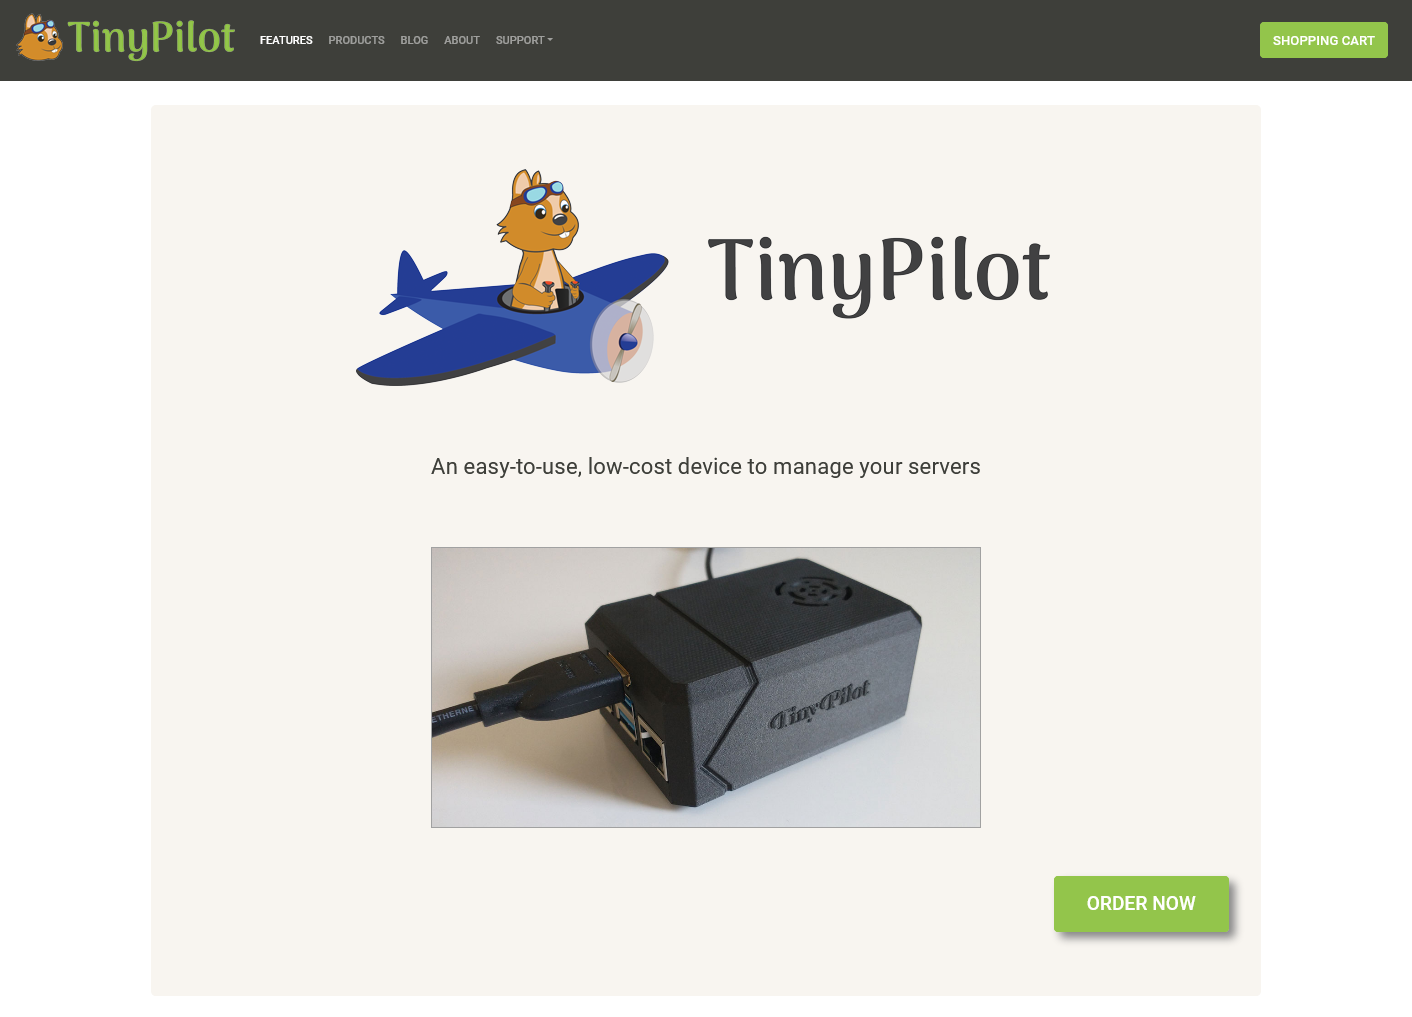 TinyPilot
FEATURES PRODUCTS BLOG ABOUT SUPPORT
SHOPPING CART
TinyPilot
An easy-to-use, low-cost device to manage your servers
ETHERNET
TinyPilot
ORDER NOW